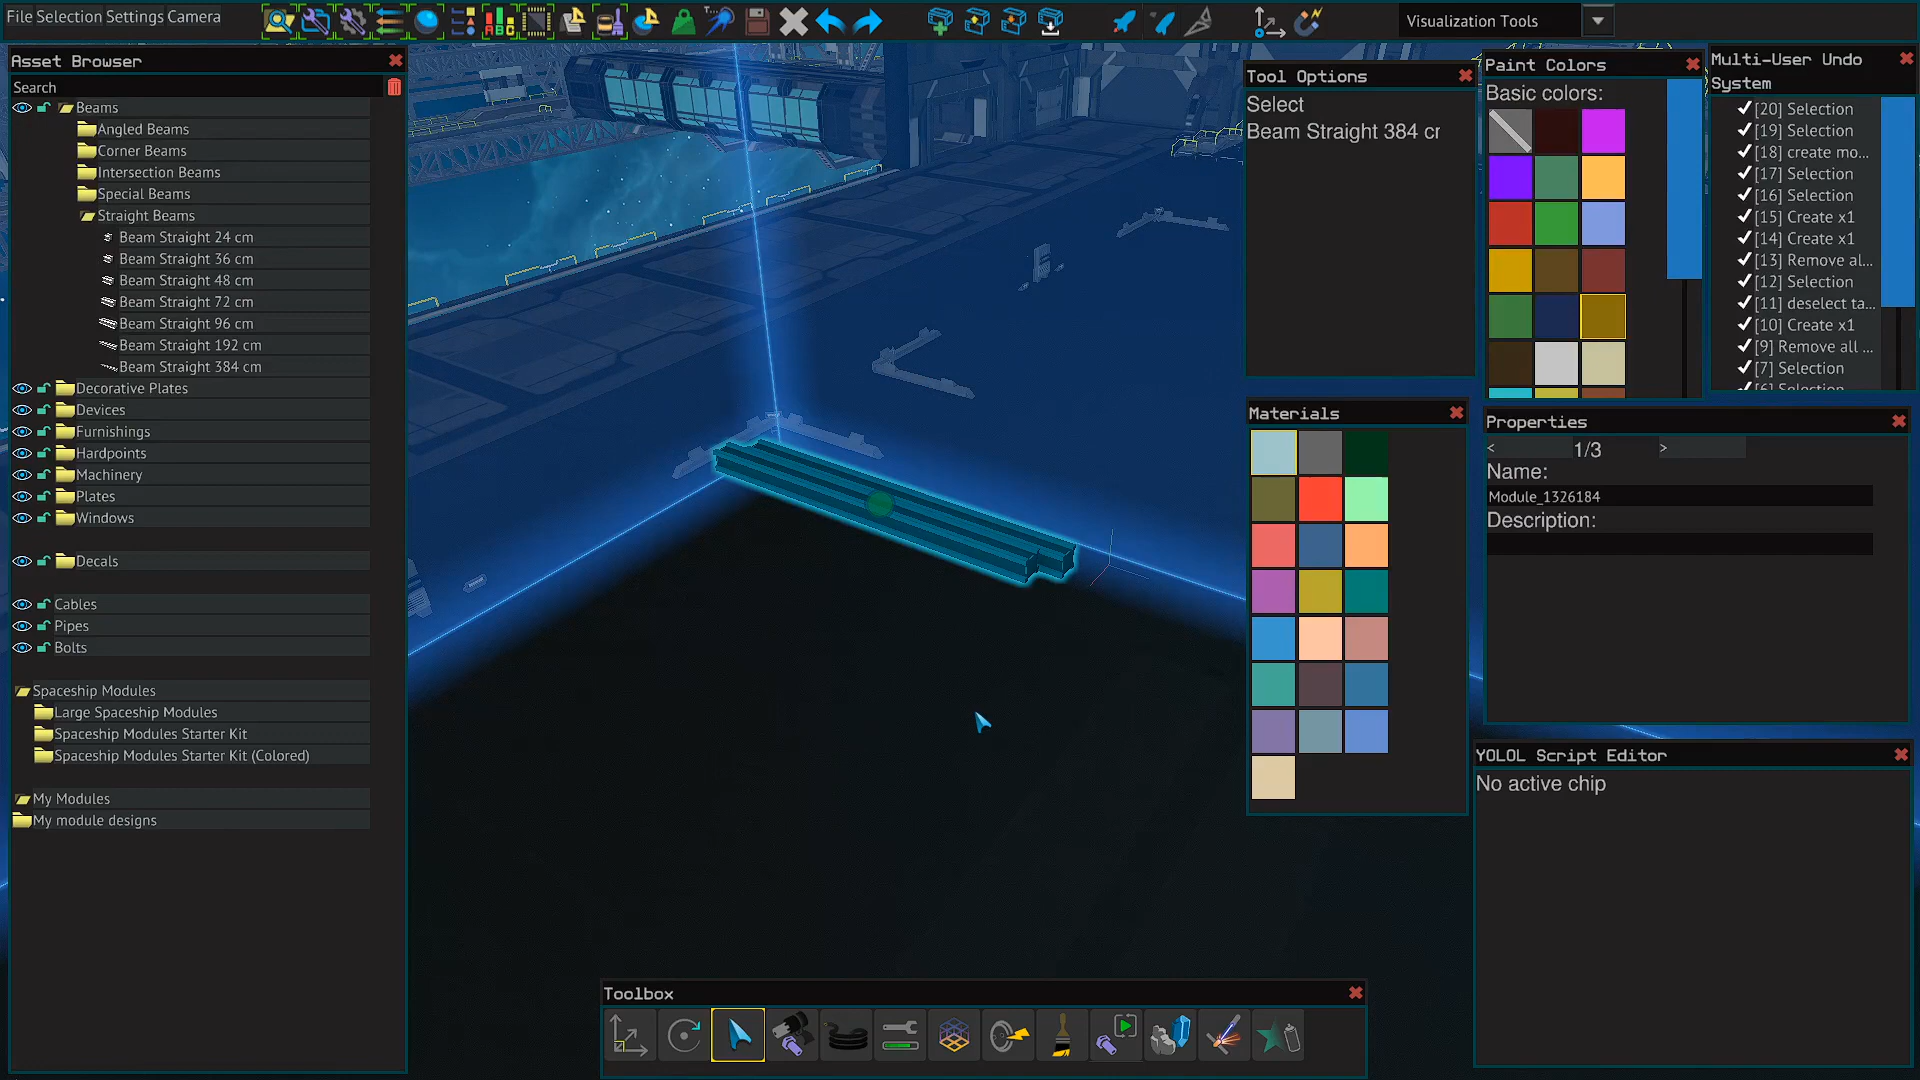 File Selection Settings Camera
Visualization Tools
Asset Browser
Search
Beams
Angled Beams
Corner Beams
Intersection Beams
Special Beams
Straight Beams
Beam Straight 24 cm
Beam Straight 36 cm
Beam Straight 48 cm
Beam Straight 72 cm
Beam Straight 96 cm
Beam Straight 192 cm
Beam Straight 384 cm
Decorative Plates
Devices
Furnishings
Hardpoints
Machinery
Plates
Windows
Decals
Cables
Pipes
Bolts
Spaceship Modules
Large Spaceship Modules
Spaceship Modules Starter Kit
Spaceship Modules Starter Kit (Colored)
My Modules
My module designs
Tool Options
Select
Beam Straight 384 cr
Paint Colors
Basic colors:
Multi-User Undo
System
[20] Selection
[19] Selection
[18] create mo...
[17] Selection
[16] Selection
[15] Create x1
[14] Create x1
[13] Remove al...
[12] Selection
[11] deselect ta...
[10] Create x1
[9] Remove all ...
[7] Selection
[6] Selection
Materials
Properties
< 1/3 >
Name:
Module_1326184
Description:
YOLOL Script Editor
No active chip
Toolbox
ABC